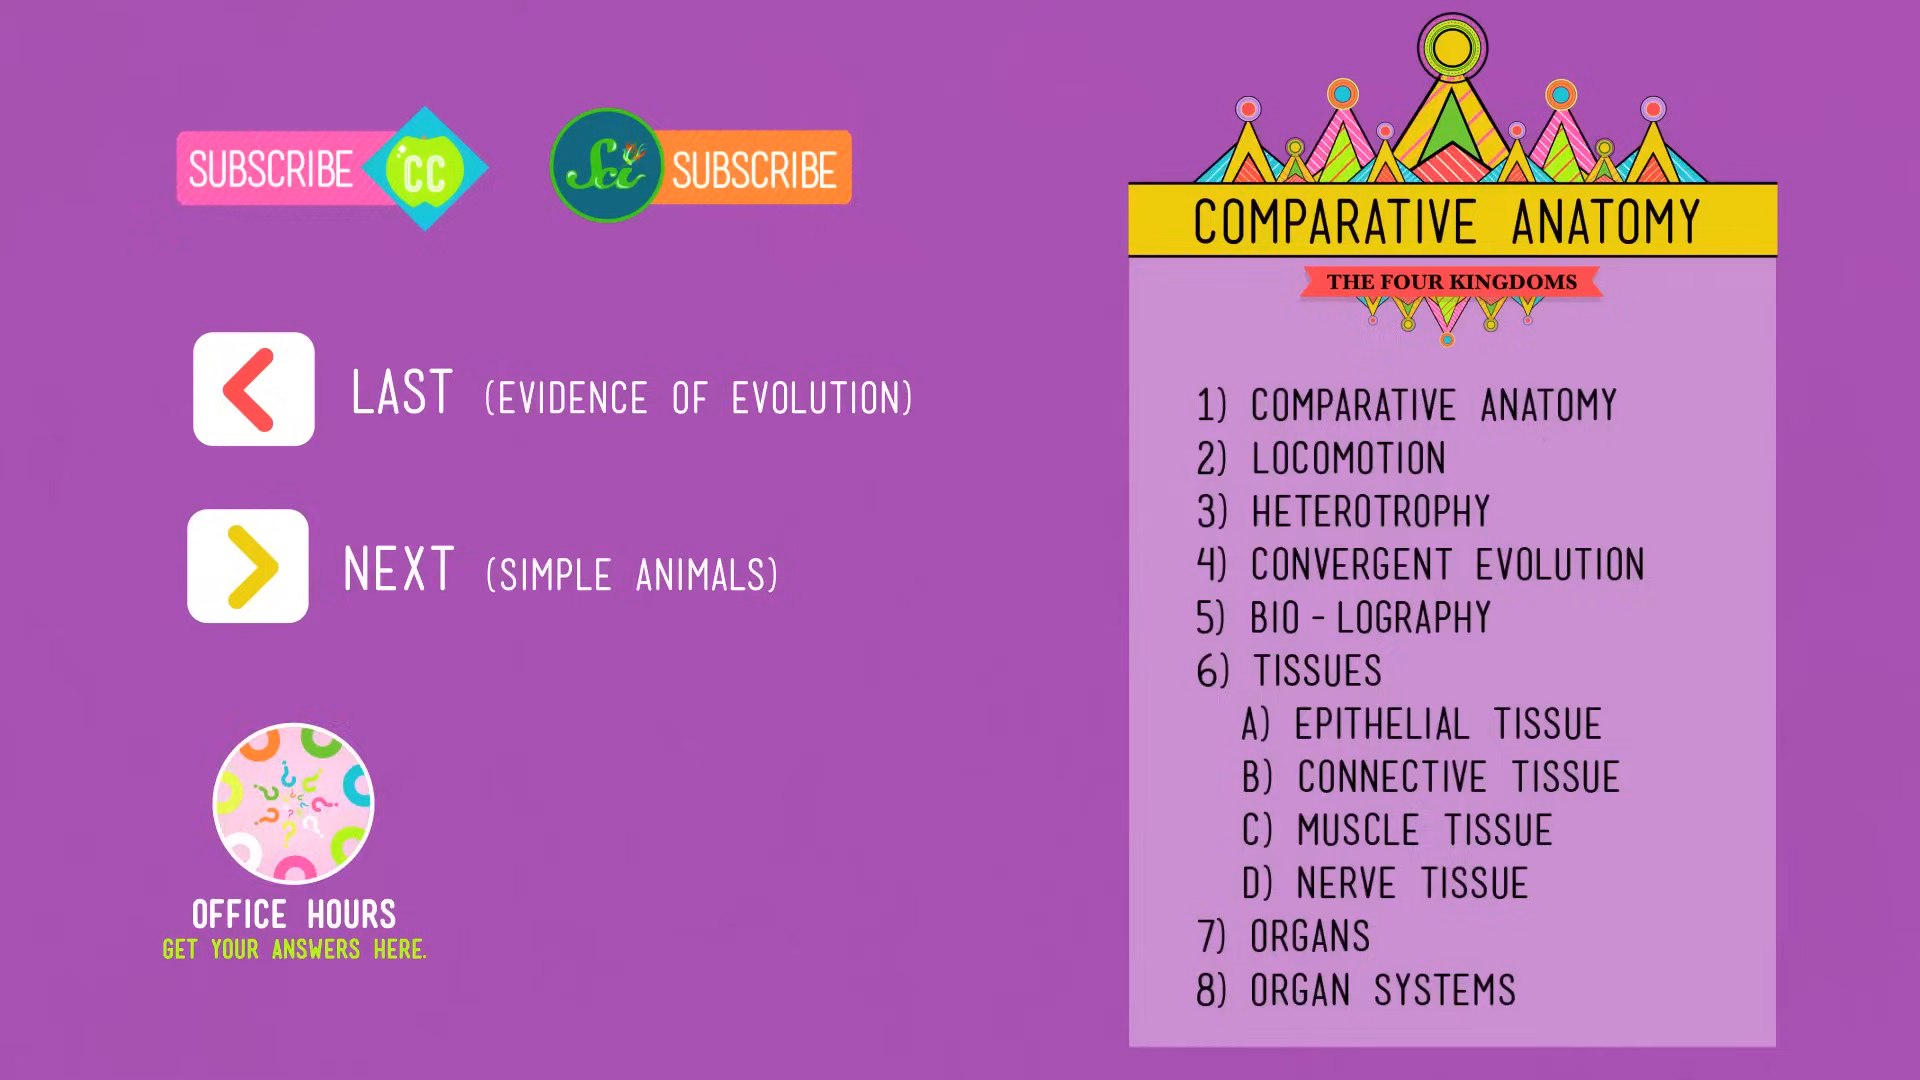 SUBSCRIBE CC
Sci SUBSCRIBE
LAST (EVIDENCE OF EVOLUTION)
NEXT (SIMPLE ANIMALS)
OFFICE HOURS
GET YOUR ANSWERS HERE.
COMPARATIVE ANATOMY
THE FOUR KINGDOMS
1) COMPARATIVE ANATOMY
2) LOCOMOTION
3) HETEROTROPHY
4) CONVERGENT EVOLUTION
5) BIO - LOGRAPHY
6) TISSUES
A) EPITHELIAL TISSUE
B) CONNECTIVE TISSUE
C) MUSCLE TISSUE
D) NERVE TISSUE
7) ORGANS
8) ORGAN SYSTEMS